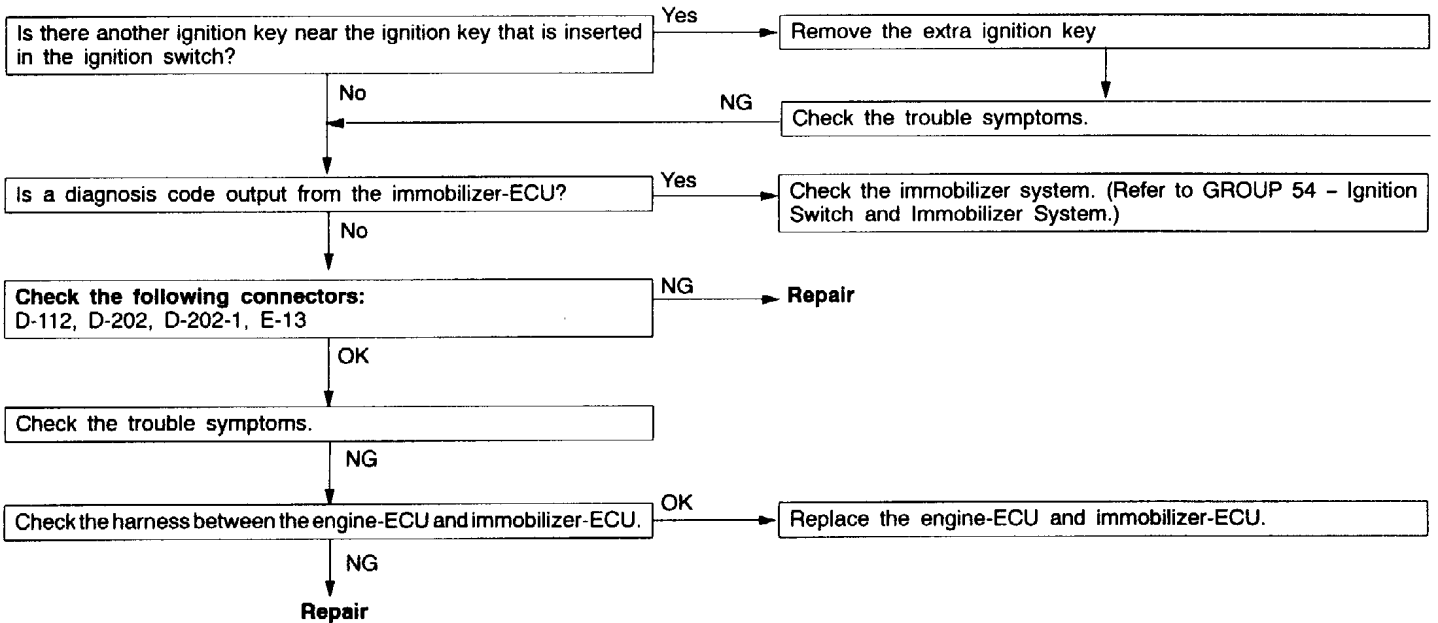 Is there another ignition key near the ignition key that is inserted
in the ignition switch?
Yes
Remove the extra ignition key
No
NG
Check the trouble symptoms.
Is a diagnosis code output from the immobilizer-ECU?
Yes
Check the immobilizer system. (Refer to GROUP 54 – Ignition
Switch and Immobilizer System.)
No
Check the following connectors:
D-112, D-202, D-202-1, E-13
NG
Repair
OK
Check the trouble symptoms.
NG
Check the harness between the engine-ECU and immobilizer-ECU.
OK
Replace the engine-ECU and immobilizer-ECU.
NG
Repair